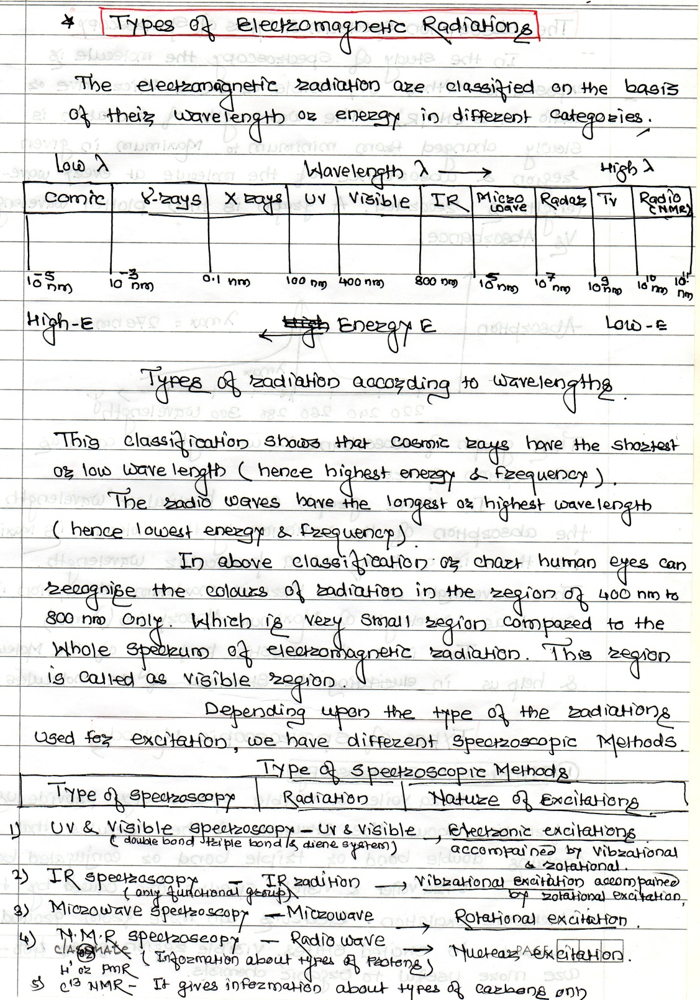 * Types of Electromagnetic Radiations
The electromagnetic radiation are classified on the basis
of their wavelength or energy in different categories.
Low λ Wavelength λ → High λ
Comic γ-rays X rays UV Visible IR Micro wave Radar Tv Radio (NMR)
10⁻⁵ nm 10⁻³ nm 0.1 nm 100 nm 400 nm 800 nm 10⁵ nm 10⁷ nm 10⁹ nm 10¹⁰ nm 10¹¹ nm
High-E ← Energy E Low-E
Types of radiation according to wavelengths.
This classification shows that cosmic rays have the shortest
or low wave length (hence highest energy & frequency).
The radio waves have the longest or highest wavelength
(hence lowest energy & frequency).
In above classification or chart human eyes can
recognise the colours of radiation in the region of 400 nm to
800 nm only. Which is very small region compared to the
whole spectrum of electromagnetic radiation. This region
is called as visible region.
Depending upon the type of the radiations
used for excitation, we have different spectroscopic Methods.
Type of spectroscopic Methods
Type of spectroscopy Radiation Nature of Excitations
1) UV & Visible spectroscopy – UV & visible → Electronic excitations
(double bond triple bond & diene system) accompained by vibrational
& rotational.
2) IR spectroscopy – IR radition → Vibrational excitation accompained
(only functional group) by rotational excitation,
3) Microwave spectroscopy – Microwave → Rotational excitation.
4) N.M.R spectroscopy – Radio wave → Nuclear excitation.
CLASSMATE or (Information about types of protons) PAGE
H' or PMR
5) C¹³ NMR – It gives information about types of carbons only